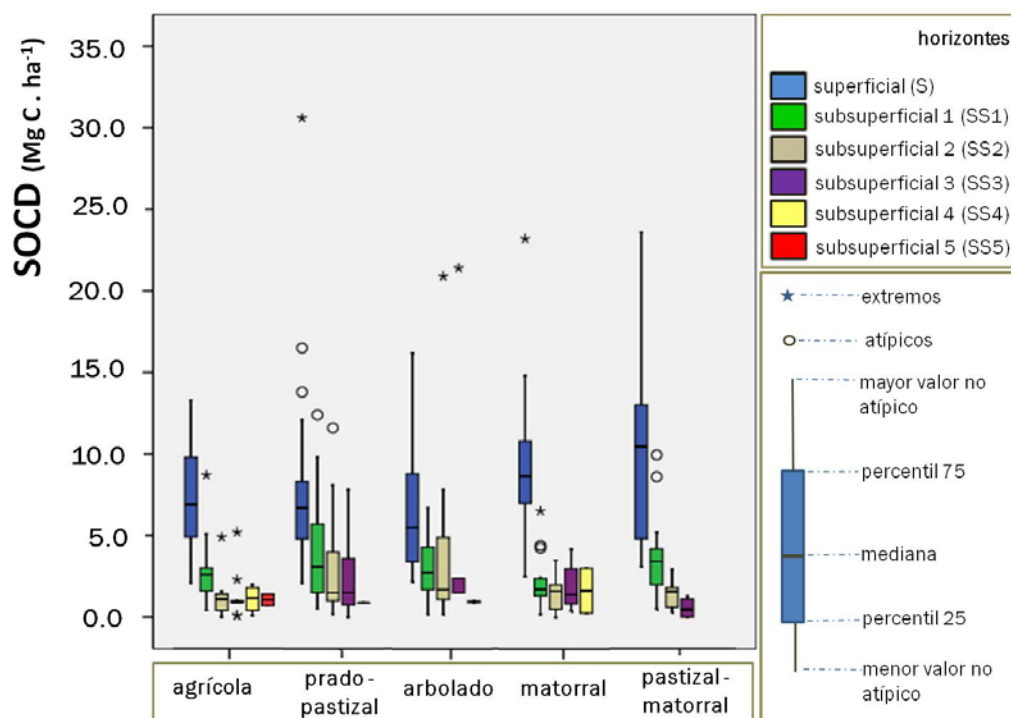 SOCD (Mg C . ha⁻¹)
35.0
30.0
25.0
20.0
15.0
10.0
5.0
0.0
agrícola
prado - pastizal
arbolado
matorral
pastizal - matorral
horizontes
superficial (S)
subsuperficial 1 (SS1)
subsuperficial 2 (SS2)
subsuperficial 3 (SS3)
subsuperficial 4 (SS4)
subsuperficial 5 (SS5)
extremos
atípicos
mayor valor no
atípico
percentil 75
mediana
percentil 25
menor valor no
atípico